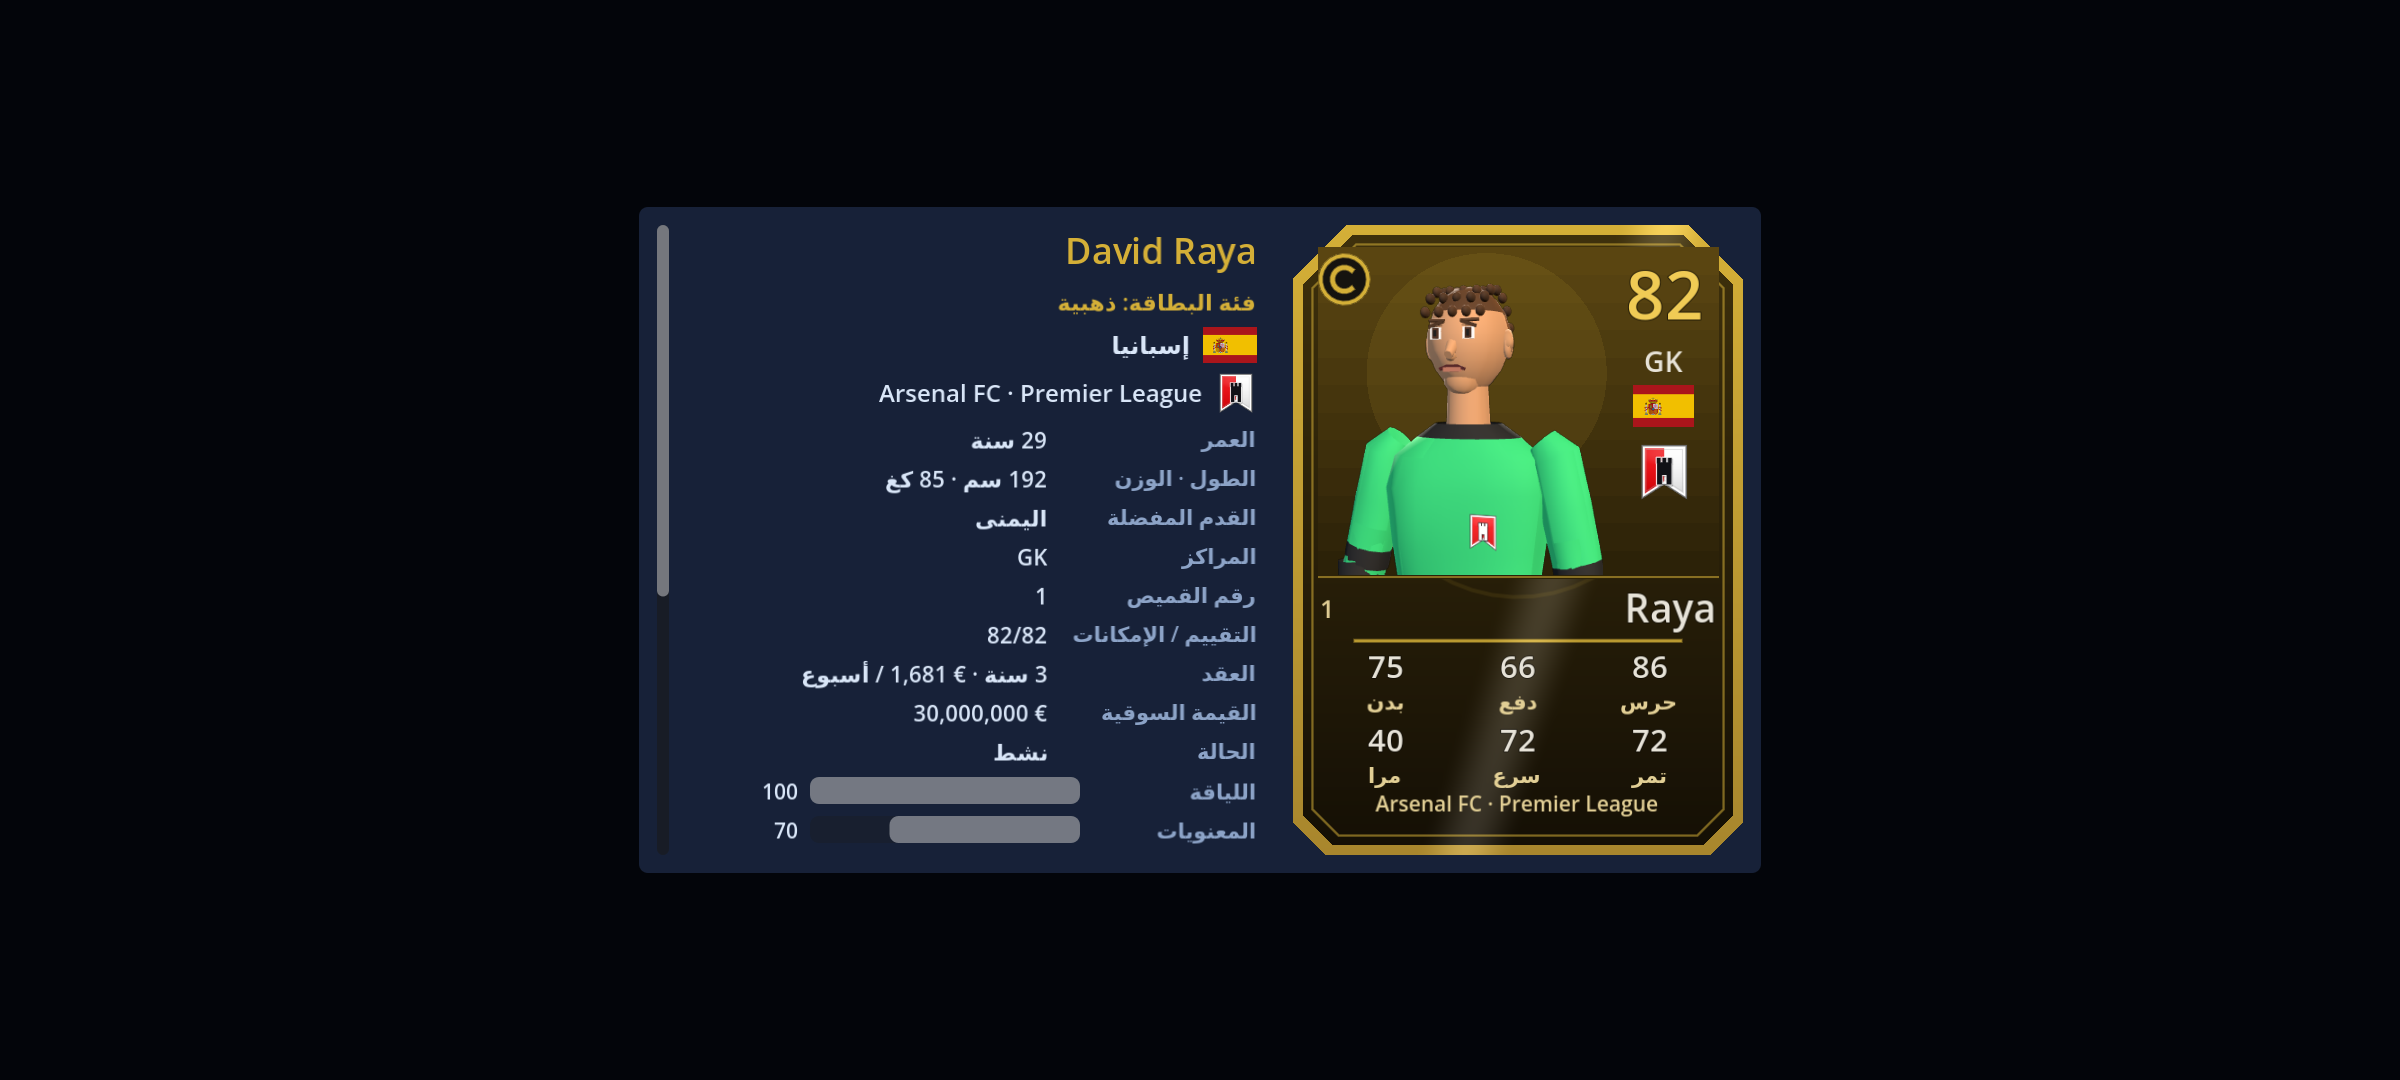 David Raya
فئة البطاقة: ذهبية
إسبانيا
Arsenal FC · Premier League
العمر 29 سنة
الطول · الوزن 192 سم · 85 كغ
القدم المفضلة اليمنى
المراكز GK
رقم القميص 1
التقييم / الإمكانات 82/82
العقد 3 سنة · € 1,681 / أسبوع
القيمة السوقية 30,000,000 €
الحالة نشط
اللياقة 100
المعنويات 70
C
82
GK
Raya
1
86 66 75
حرس دفع بدن
72 72 40
تمر سرع مرا
Arsenal FC · Premier League